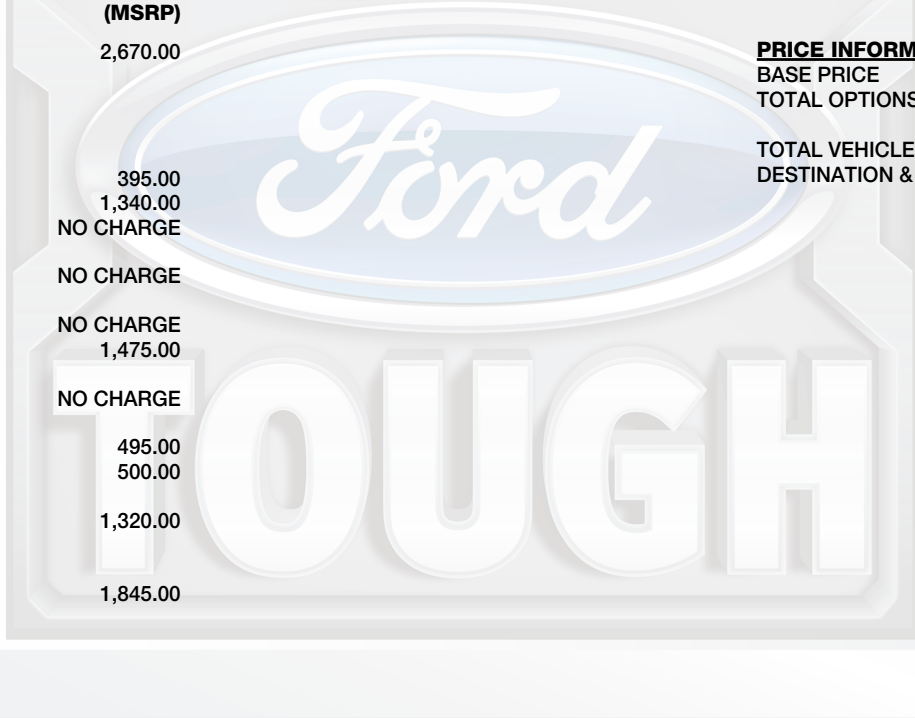 (MSRP)
2,670.00
395.00
1,340.00
NO CHARGE
NO CHARGE
NO CHARGE
1,475.00
NO CHARGE
495.00
500.00
1,320.00
1,845.00
PRICE INFORM
BASE PRICE
TOTAL OPTIONS
TOTAL VEHICLE
DESTINATION &
Ford
TOUGH